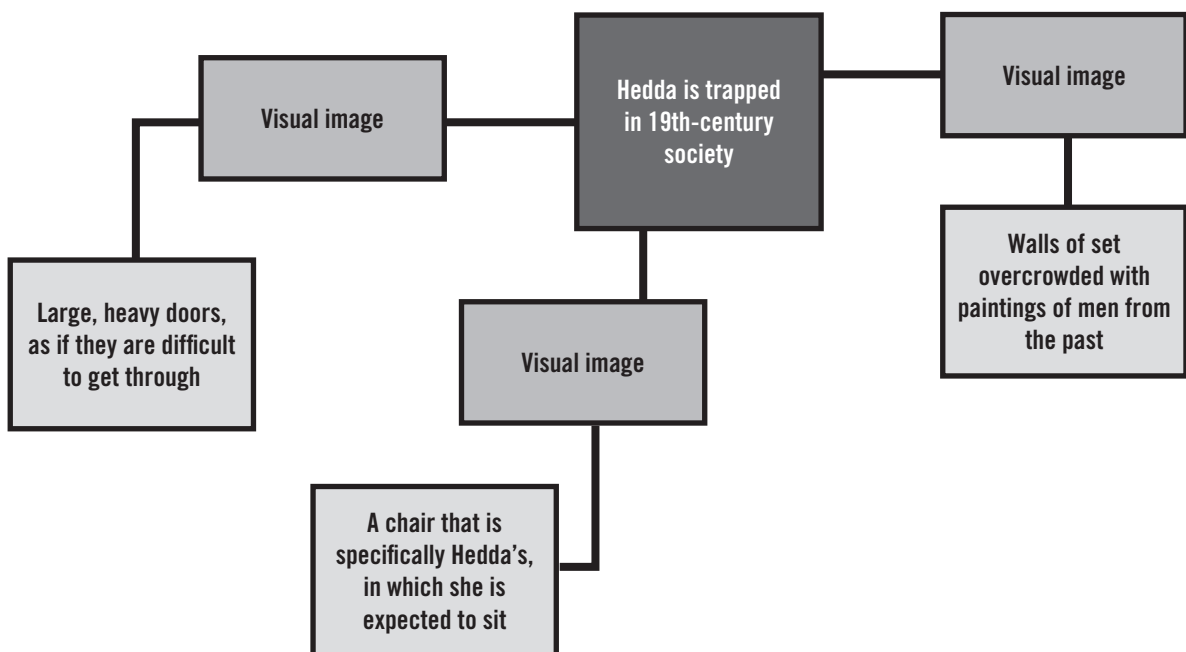 Hedda is trapped
in 19th-century
society
Visual image
Large, heavy doors,
as if they are difficult
to get through
Visual image
A chair that is
specifically Hedda’s,
in which she is
expected to sit
Visual image
Walls of set
overcrowded with
paintings of men from
the past